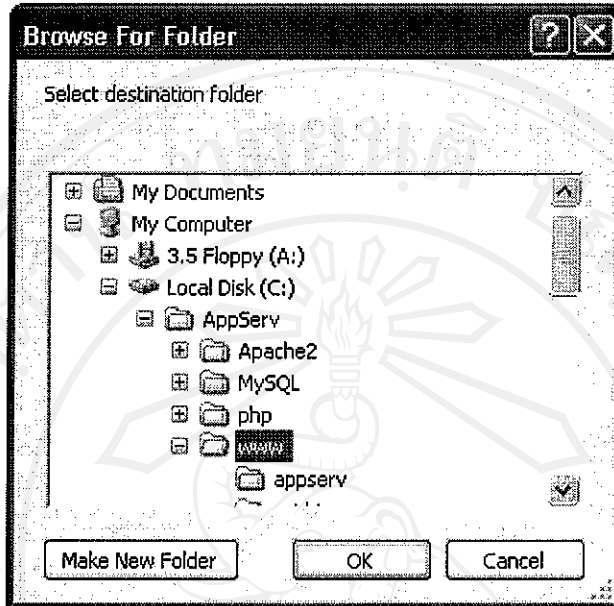 Browse For Folder
Select destination folder
My Documents
My Computer
3.5 Floppy (A:)
Local Disk (C:)
AppServ
Apache2
MySQL
php
www
appserv
Make New Folder
OK
Cancel